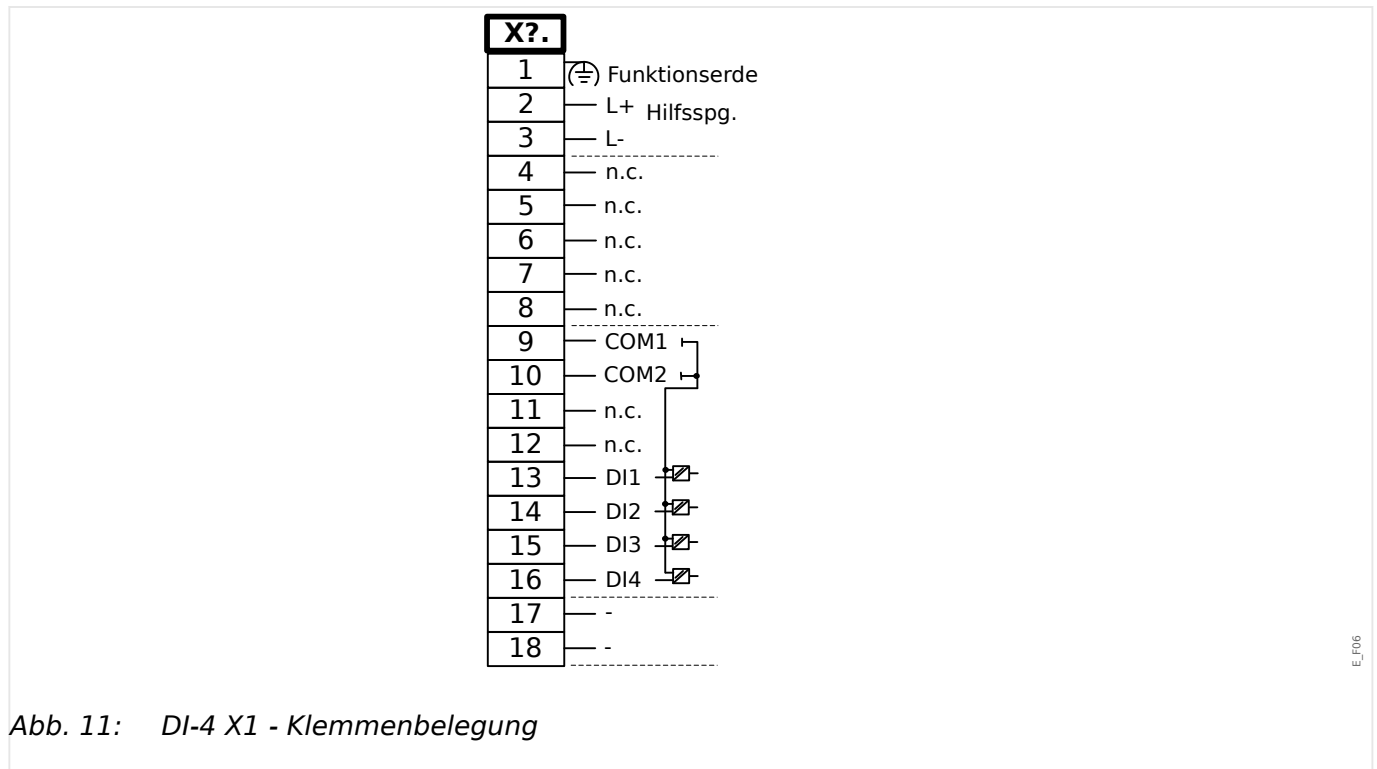 X?.
1 Funktionserde
2 L+ Hilfsspg.
3 L-
4 n.c.
5 n.c.
6 n.c.
7 n.c.
8 n.c.
9 COM1
10 COM2
11 n.c.
12 n.c.
13 DI1
14 DI2
15 DI3
16 DI4
17 -
18 -
E_F06
Abb. 11: DI-4 X1 - Klemmenbelegung